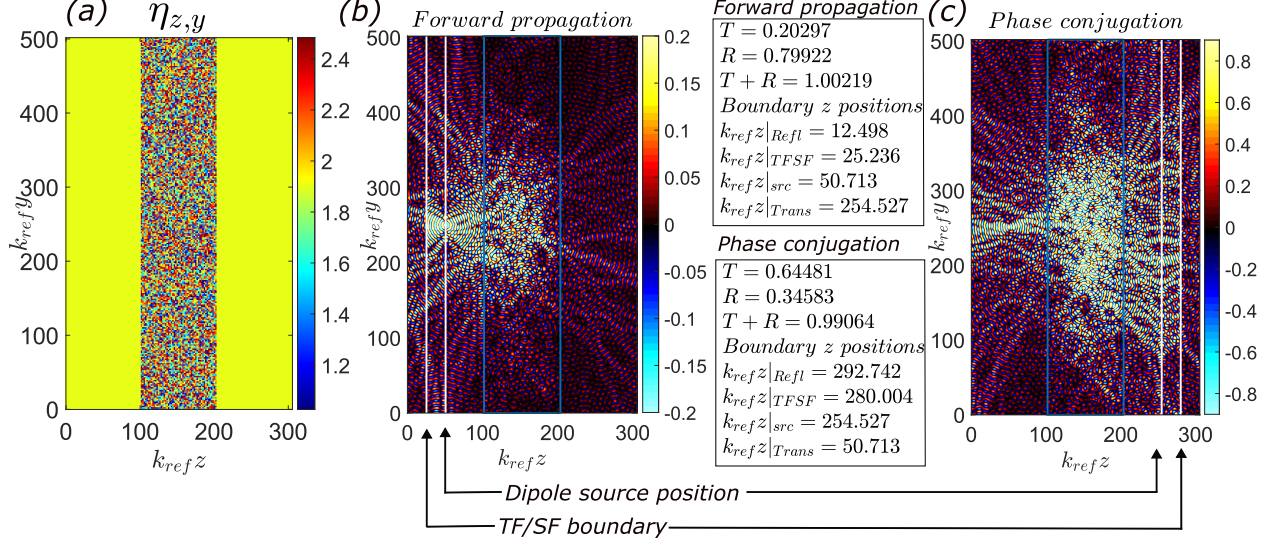 (a)
η_{z,y}
500
400
300
200
100
0
0
100
200
300
k_{ref}y
k_{ref}z
2.4
2.2
2
1.8
1.6
1.4
1.2
(b)
Forward propagation
500
400
300
200
100
0
0
100
200
300
k_{ref}y
k_{ref}z
0.2
0.15
0.1
0.05
0
-0.05
-0.1
-0.15
-0.2
Forward propagation
T = 0.20297
R = 0.79922
T + R = 1.00219
Boundary z positions
k_{ref}z|_{Refl} = 12.498
k_{ref}z|_{TFSF} = 25.236
k_{ref}z|_{src} = 50.713
k_{ref}z|_{Trans} = 254.527
Phase conjugation
T = 0.64481
R = 0.34583
T + R = 0.99064
Boundary z positions
k_{ref}z|_{Refl} = 292.742
k_{ref}z|_{TFSF} = 280.004
k_{ref}z|_{src} = 254.527
k_{ref}z|_{Trans} = 50.713
(c)
Phase conjugation
500
400
300
200
100
0
0
100
200
300
k_{ref}y
k_{ref}z
0.8
0.6
0.4
0.2
0
-0.2
-0.4
-0.6
-0.8
Dipole source position
TF/SF boundary